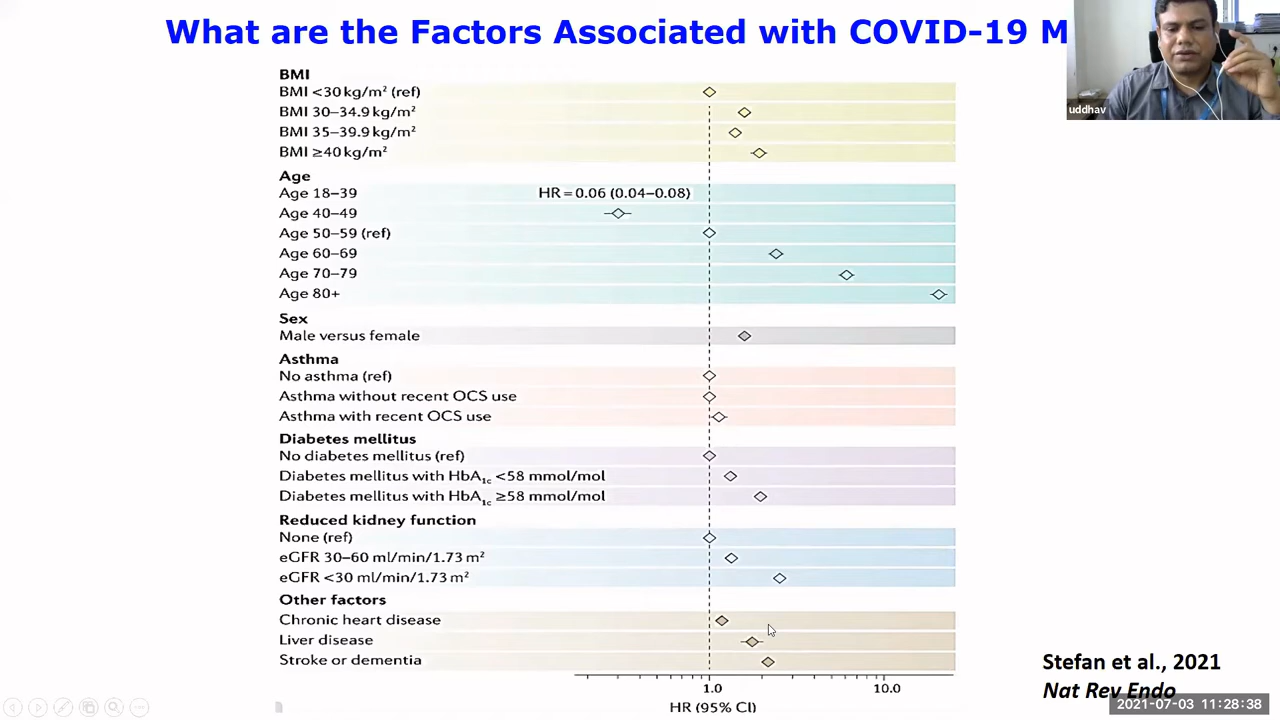 What are the Factors Associated with COVID-19 M
uddhav
BMI
BMI <30 kg/m² (ref)
BMI 30–34.9 kg/m²
BMI 35–39.9 kg/m²
BMI ≥40 kg/m²
Age
Age 18–39 HR = 0.06 (0.04–0.08)
Age 40–49
Age 50–59 (ref)
Age 60–69
Age 70–79
Age 80+
Sex
Male versus female
Asthma
No asthma (ref)
Asthma without recent OCS use
Asthma with recent OCS use
Diabetes mellitus
No diabetes mellitus (ref)
Diabetes mellitus with HbA1c <58 mmol/mol
Diabetes mellitus with HbA1c ≥58 mmol/mol
Reduced kidney function
None (ref)
eGFR 30–60 ml/min/1.73 m²
eGFR <30 ml/min/1.73 m²
Other factors
Chronic heart disease
Liver disease
Stroke or dementia
1.0 10.0
HR (95% CI)
Stefan et al., 2021
Nat Rev Endo
2021-07-03 11:28:38